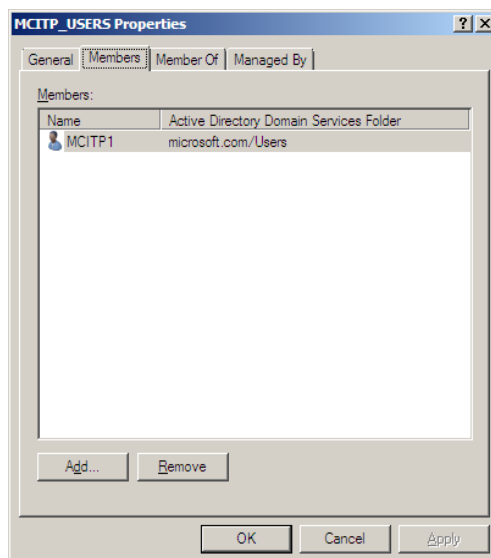 MCITP_USERS Properties
General Members Member Of Managed By
Members:
Name Active Directory Domain Services Folder
MCITP1 microsoft.com/Users
Add... Remove
OK Cancel Apply